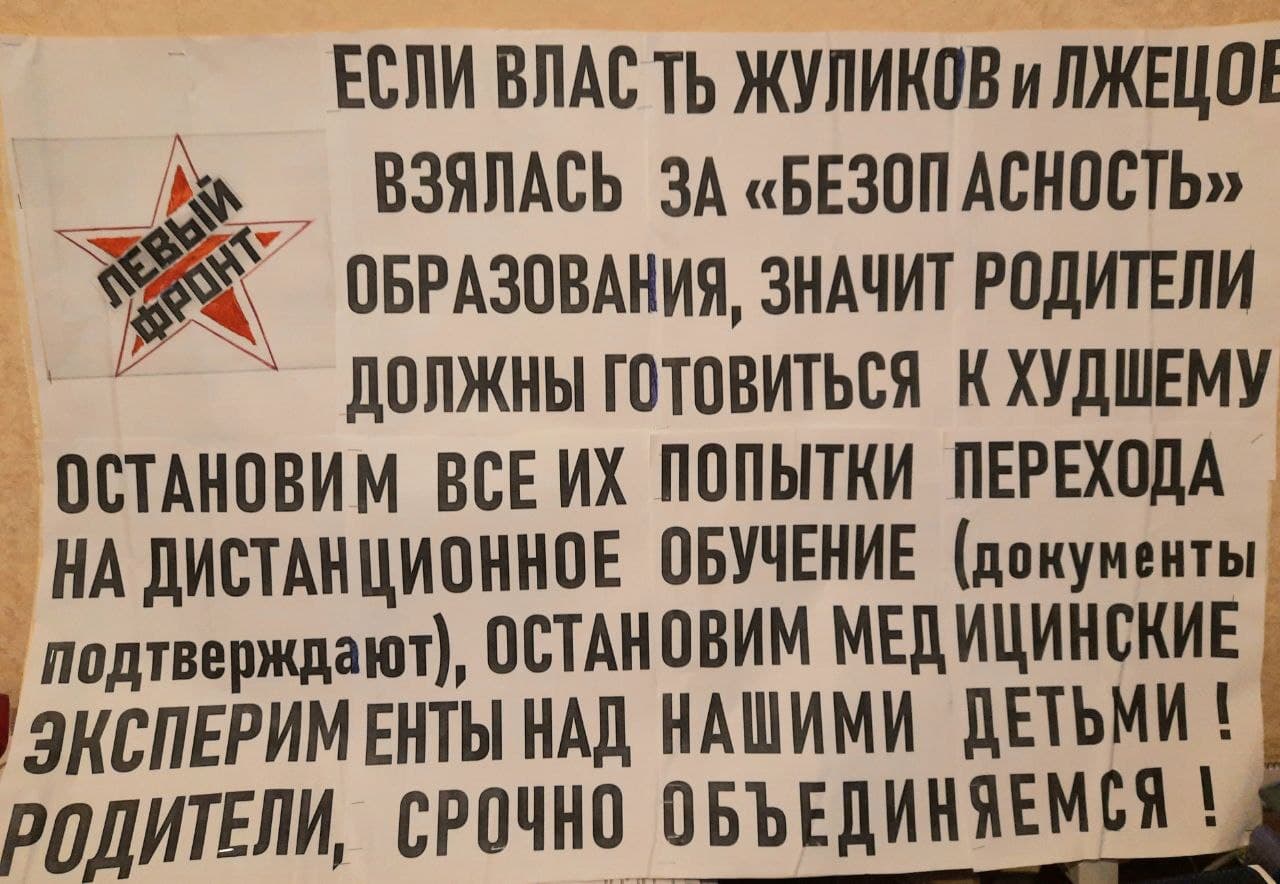 ЕСЛИ ВЛАСТЬ ЖУЛИКОВ и ЛЖЕЦОВ
ВЗЯЛАСЬ ЗА «БЕЗОПАСНОСТЬ»
ОБРАЗОВАНИЯ, ЗНАЧИТ РОДИТЕЛИ
ДОЛЖНЫ ГОТОВИТЬСЯ К ХУДШЕМУ
ЛЕВЫЙ
ФРОНТ
ОСТАНОВИМ ВСЕ ИХ ПОПЫТКИ ПЕРЕХОДА
НА ДИСТАНЦИОННОЕ ОБУЧЕНИЕ (документы
подтверждают), ОСТАНОВИМ МЕДИЦИНСКИЕ
ЭКСПЕРИМЕНТЫ НАД НАШИМИ ДЕТЬМИ !
РОДИТЕЛИ, СРОЧНО ОБЪЕДИНЯЕМСЯ !